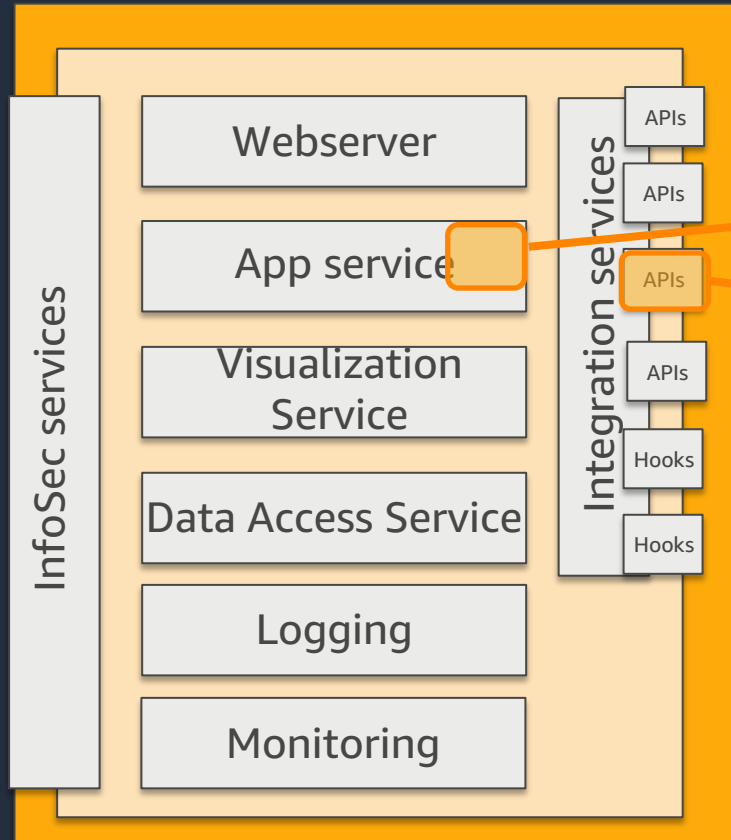 InfoSec services
Webserver
App service
Visualization
Service
Data Access Service
Logging
Monitoring
Integration services
APIs
APIs
APIs
APIs
Hooks
Hooks